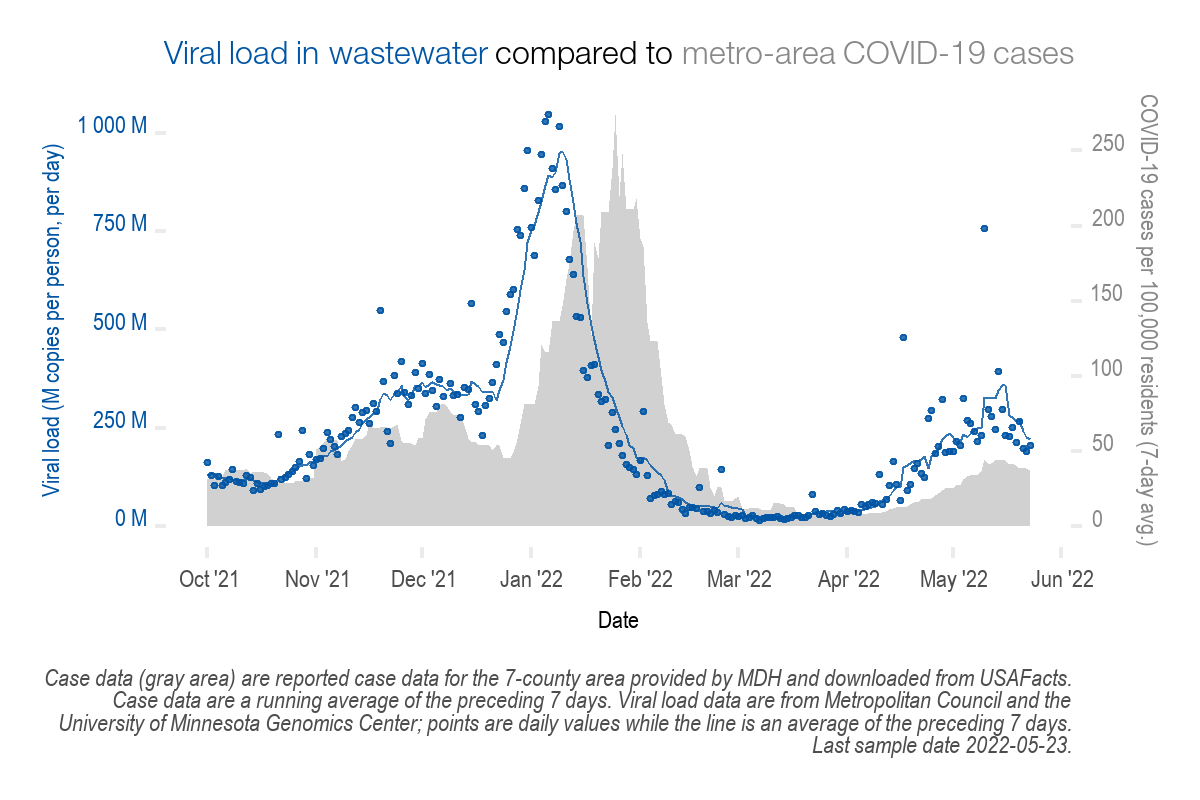 Viral load in wastewater compared to metro-area COVID-19 cases
Viral load (M copies per person, per day)
1 000 M
750 M
500 M
250 M
0 M
COVID-19 cases per 100,000 residents (7-day avg.)
250
200
150
100
50
0
Oct '21 Nov '21 Dec '21 Jan '22 Feb '22 Mar '22 Apr '22 May '22 Jun '22
Date
Case data (gray area) are reported case data for the 7-county area provided by MDH and downloaded from USAFacts.
Case data are a running average of the preceding 7 days. Viral load data are from Metropolitan Council and the
University of Minnesota Genomics Center; points are daily values while the line is an average of the preceding 7 days.
Last sample date 2022-05-23.